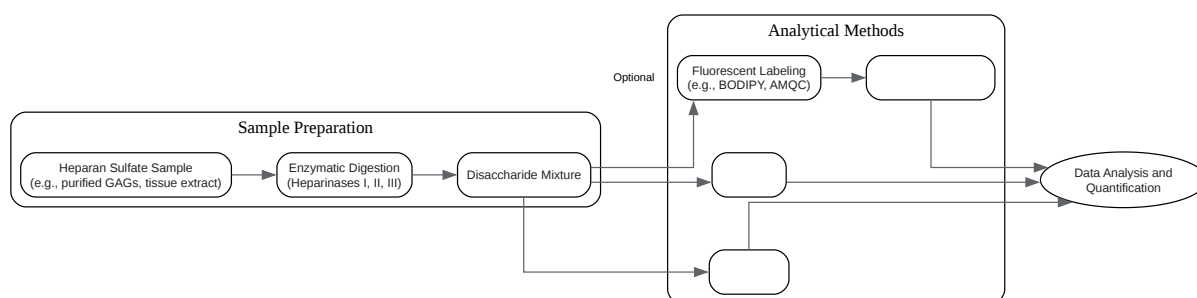 Analytical Methods
Optional
Fluorescent Labeling
(e.g., BODIPY, AMQC)
Sample Preparation
Heparan Sulfate Sample
(e.g., purified GAGs, tissue extract)
Enzymatic Digestion
(Heparinases I, II, III)
Disaccharide Mixture
Data Analysis and
Quantification